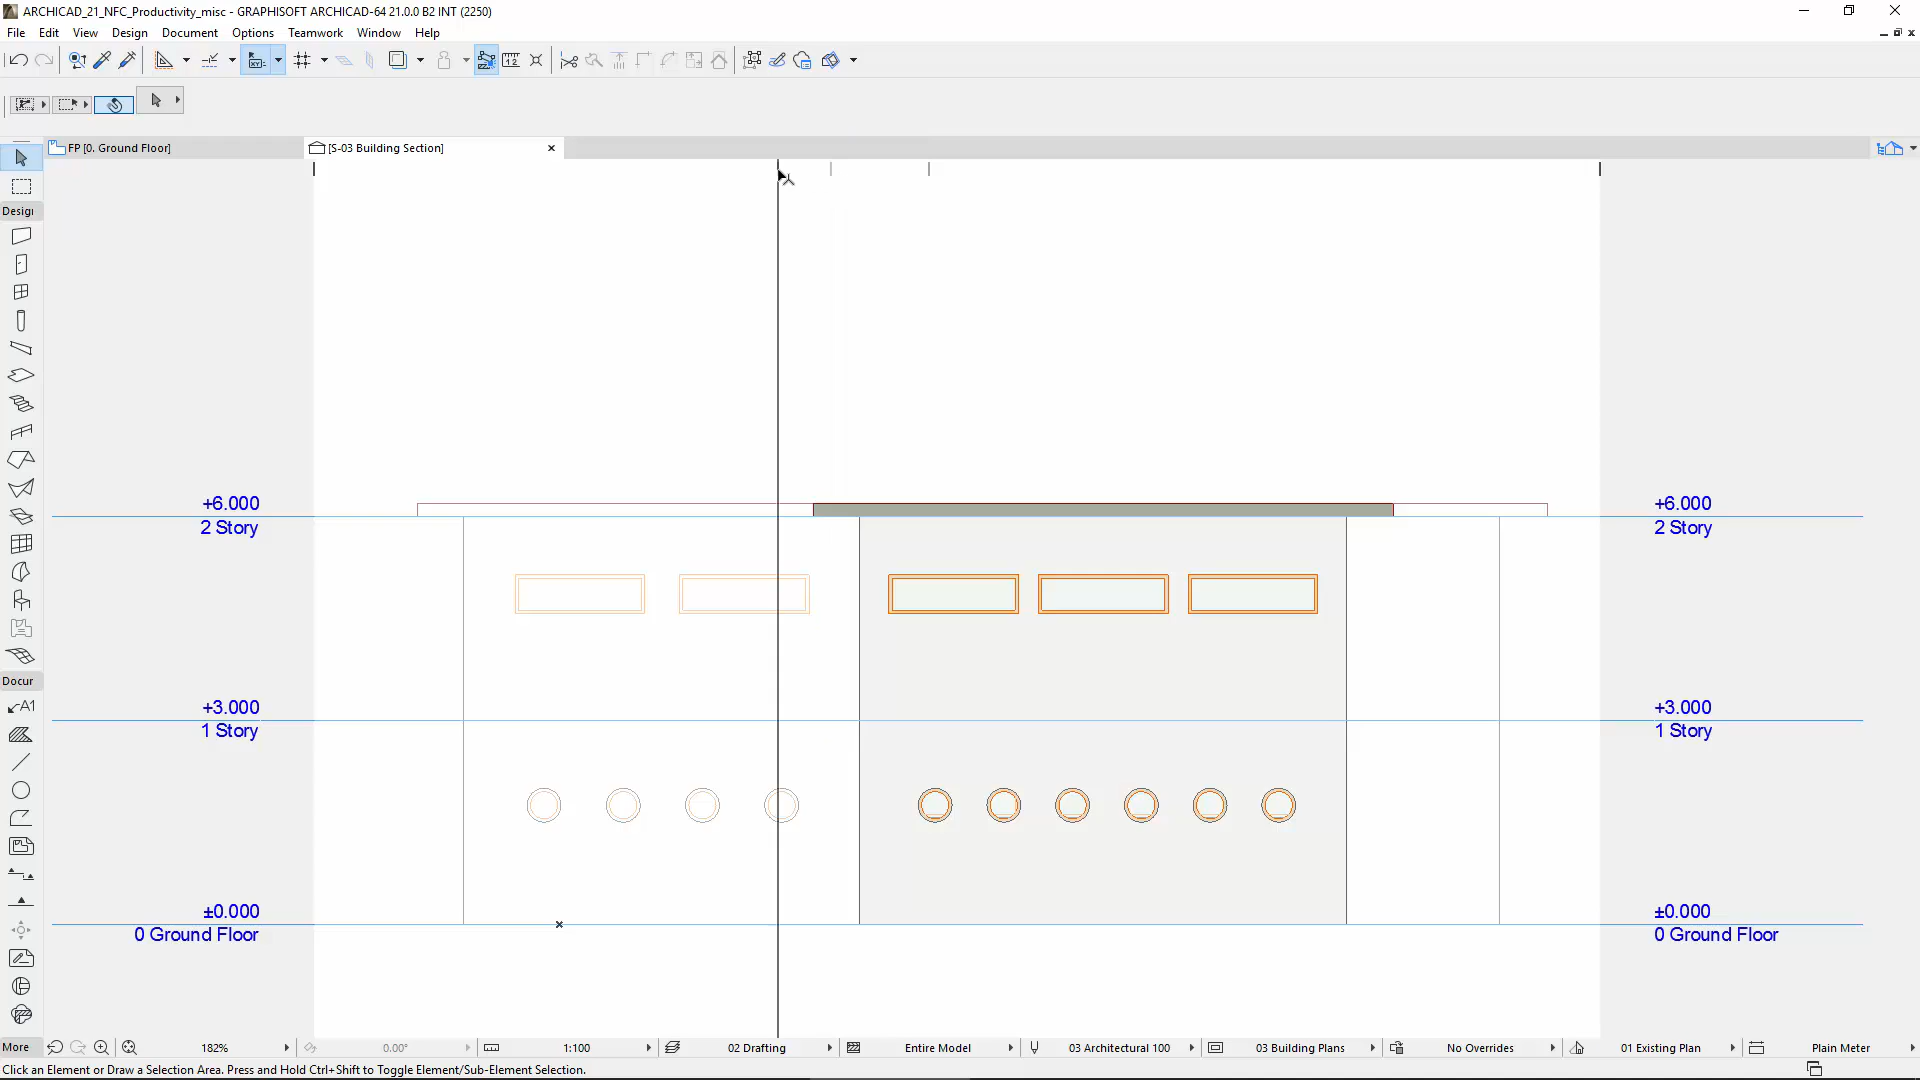 ARCHICAD_21_NFC_Productivity_misc - GRAPHISOFT ARCHICAD-64 21.0.0 B2 INT (2250)
File Edit View Design Document Options Teamwork Window Help
FP [0. Ground Floor]
[S-03 Building Section]
Desigı
+6.000
2 Story
+6.000
2 Story
Docur
+3.000
1 Story
+3.000
1 Story
A1
±0.000
0 Ground Floor
±0.000
0 Ground Floor
More 182% 0.00° 1:100 02 Drafting Entire Model 03 Architectural 100 03 Building Plans No Overrides 01 Existing Plan Plain Meter
Click an Element or Draw a Selection Area. Press and Hold Ctrl+Shift to Toggle Element/Sub-Element Selection.